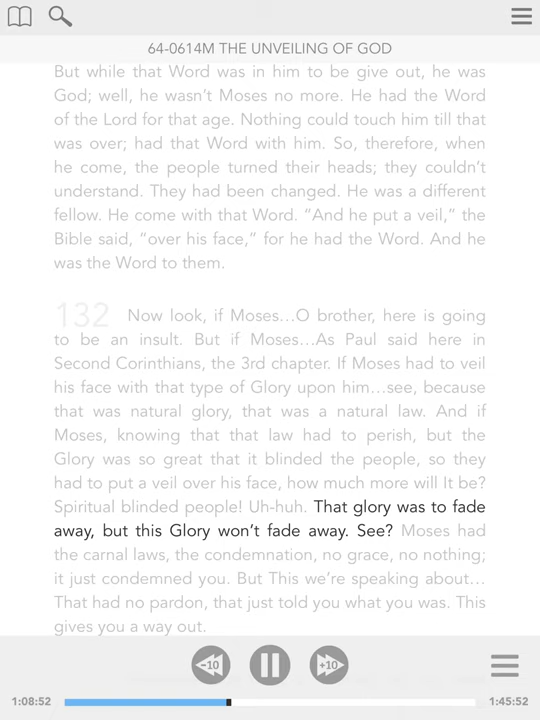 64-0614M THE UNVEILING OF GOD
But while that Word was in him to be give out, he was
God; well, he wasn’t Moses no more. He had the Word
of the Lord for that age. Nothing could touch him till that
was over; had that Word with him. So, therefore, when
he come, the people turned their heads; they couldn’t
understand. They had been changed. He was a different
fellow. He come with that Word. “And he put a veil,” the
Bible said, “over his face,” for he had the Word. And he
was the Word to them.
132 Now look, if Moses…O brother, here is going
to be an insult. But if Moses…As Paul said here in
Second Corinthians, the 3rd chapter. If Moses had to veil
his face with that type of Glory upon him…see, because
that was natural glory, that was a natural law. And if
Moses, knowing that that law had to perish, but the
Glory was so great that it blinded the people, so they
had to put a veil over his face, how much more will It be?
Spiritual blinded people! Uh-huh. That glory was to fade
away, but this Glory won’t fade away. See? Moses had
the carnal laws, the condemnation, no grace, no nothing;
it just condemned you. But This we’re speaking about…
That had no pardon, that just told you what you was. This
gives you a way out.
-10
+10
1:08:52
1:45:52